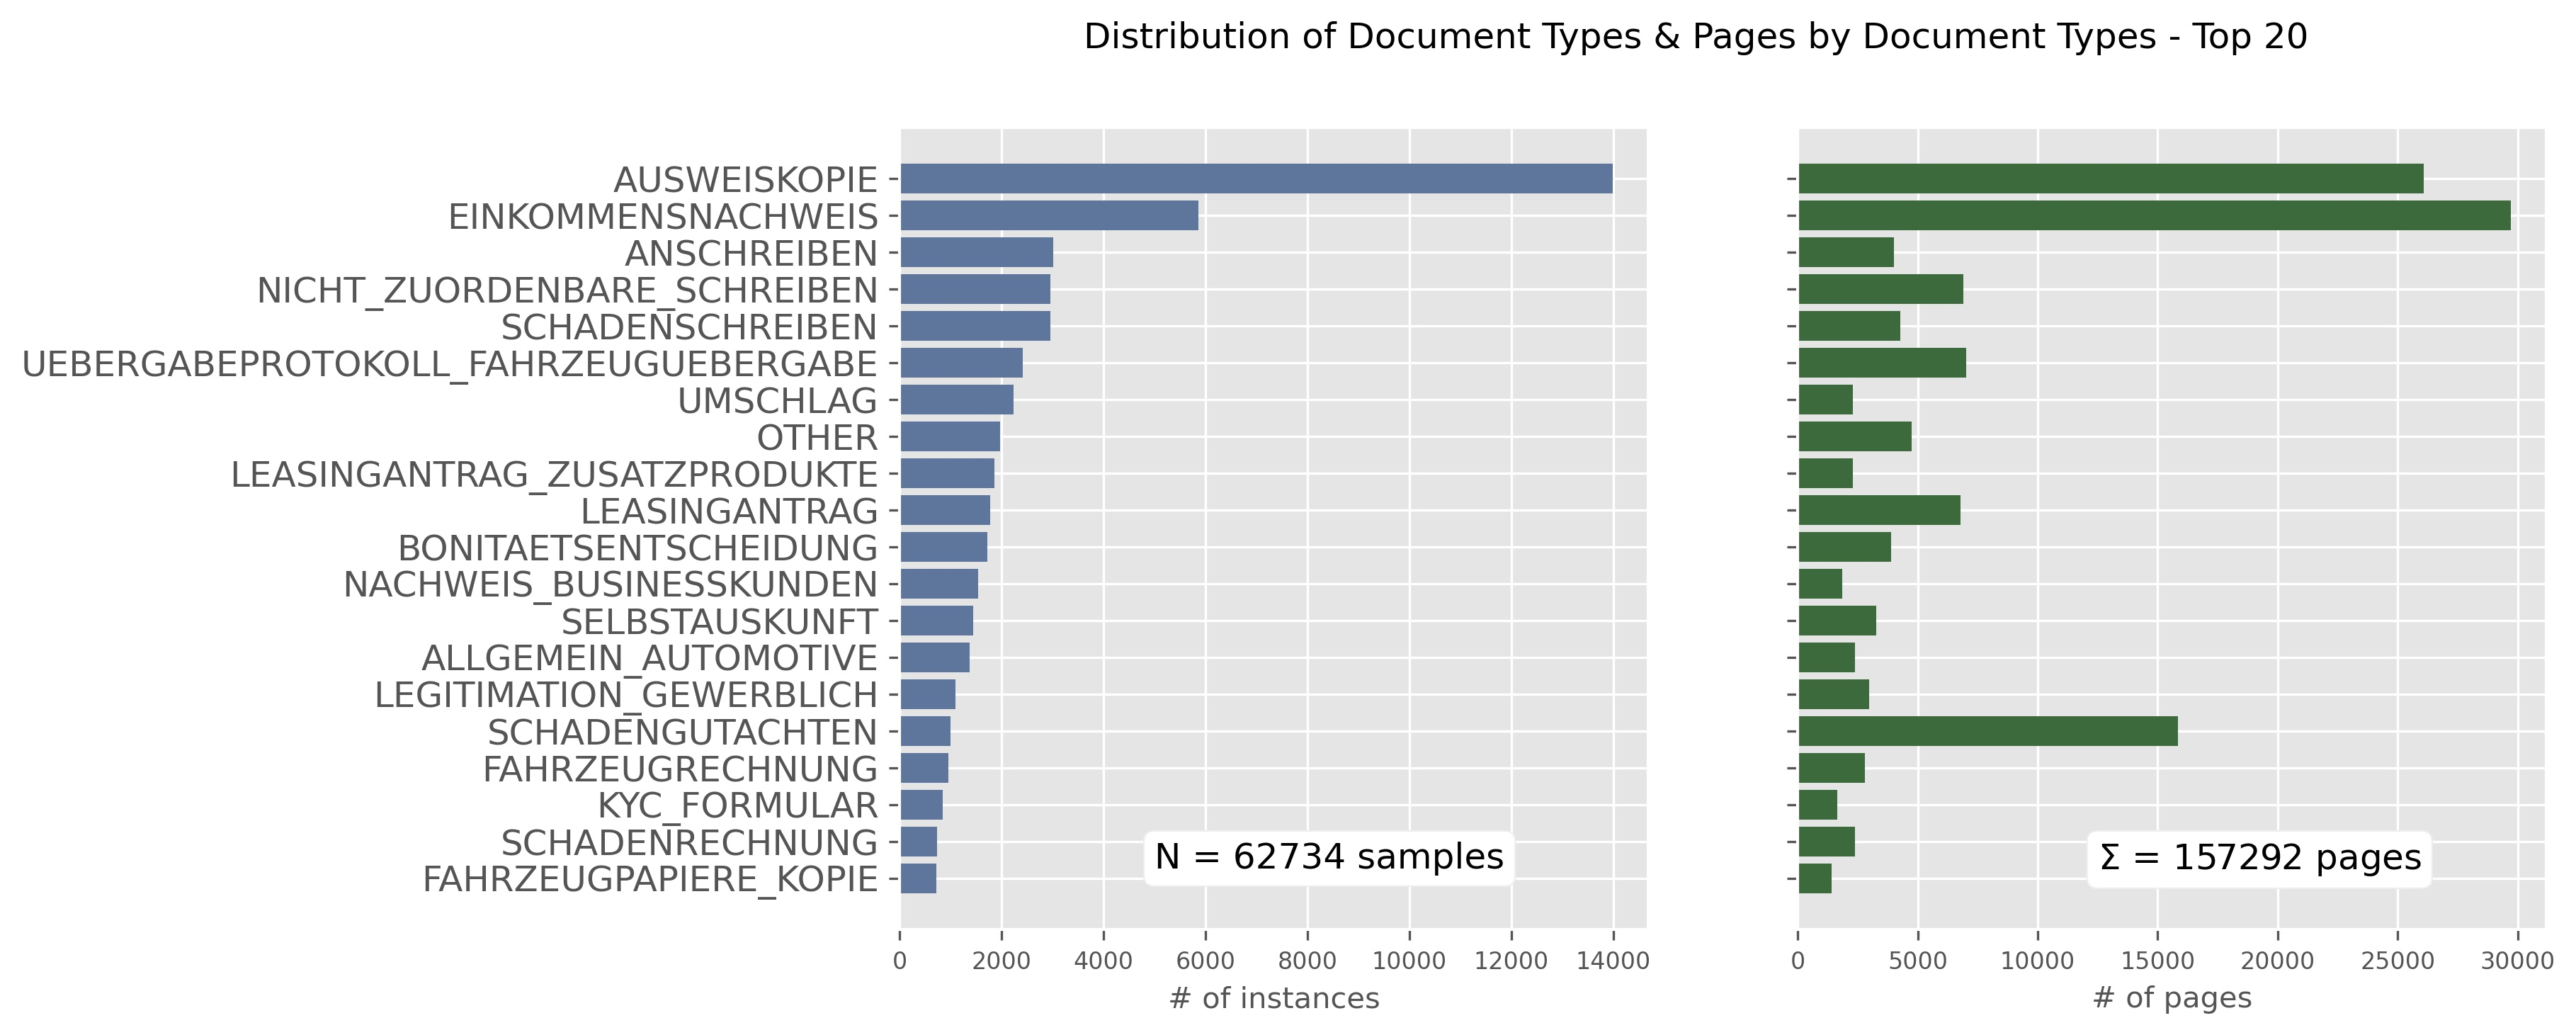 Distribution of Document Types & Pages by Document Types - Top 20
AUSWEISKOPIE
EINKOMMENSNACHWEIS
ANSCHREIBEN
NICHT_ZUORDENBARE_SCHREIBEN
SCHADENSCHREIBEN
UEBERGABEPROTOKOLL_FAHRZEUGUEBERGABE
UMSCHLAG
OTHER
LEASINGANTRAG_ZUSATZPRODUKTE
LEASINGANTRAG
BONITAETSENTSCHEIDUNG
NACHWEIS_BUSINESSKUNDEN
SELBSTAUSKUNFT
ALLGEMEIN_AUTOMOTIVE
LEGITIMATION_GEWERBLICH
SCHADENGUTACHTEN
FAHRZEUGRECHNUNG
KYC_FORMULAR
SCHADENRECHNUNG
FAHRZEUGPAPIERE_KOPIE
N = 62734 samples
0 2000 4000 6000 8000 10000 12000 14000
# of instances
Σ = 157292 pages
0 5000 10000 15000 20000 25000 30000
# of pages